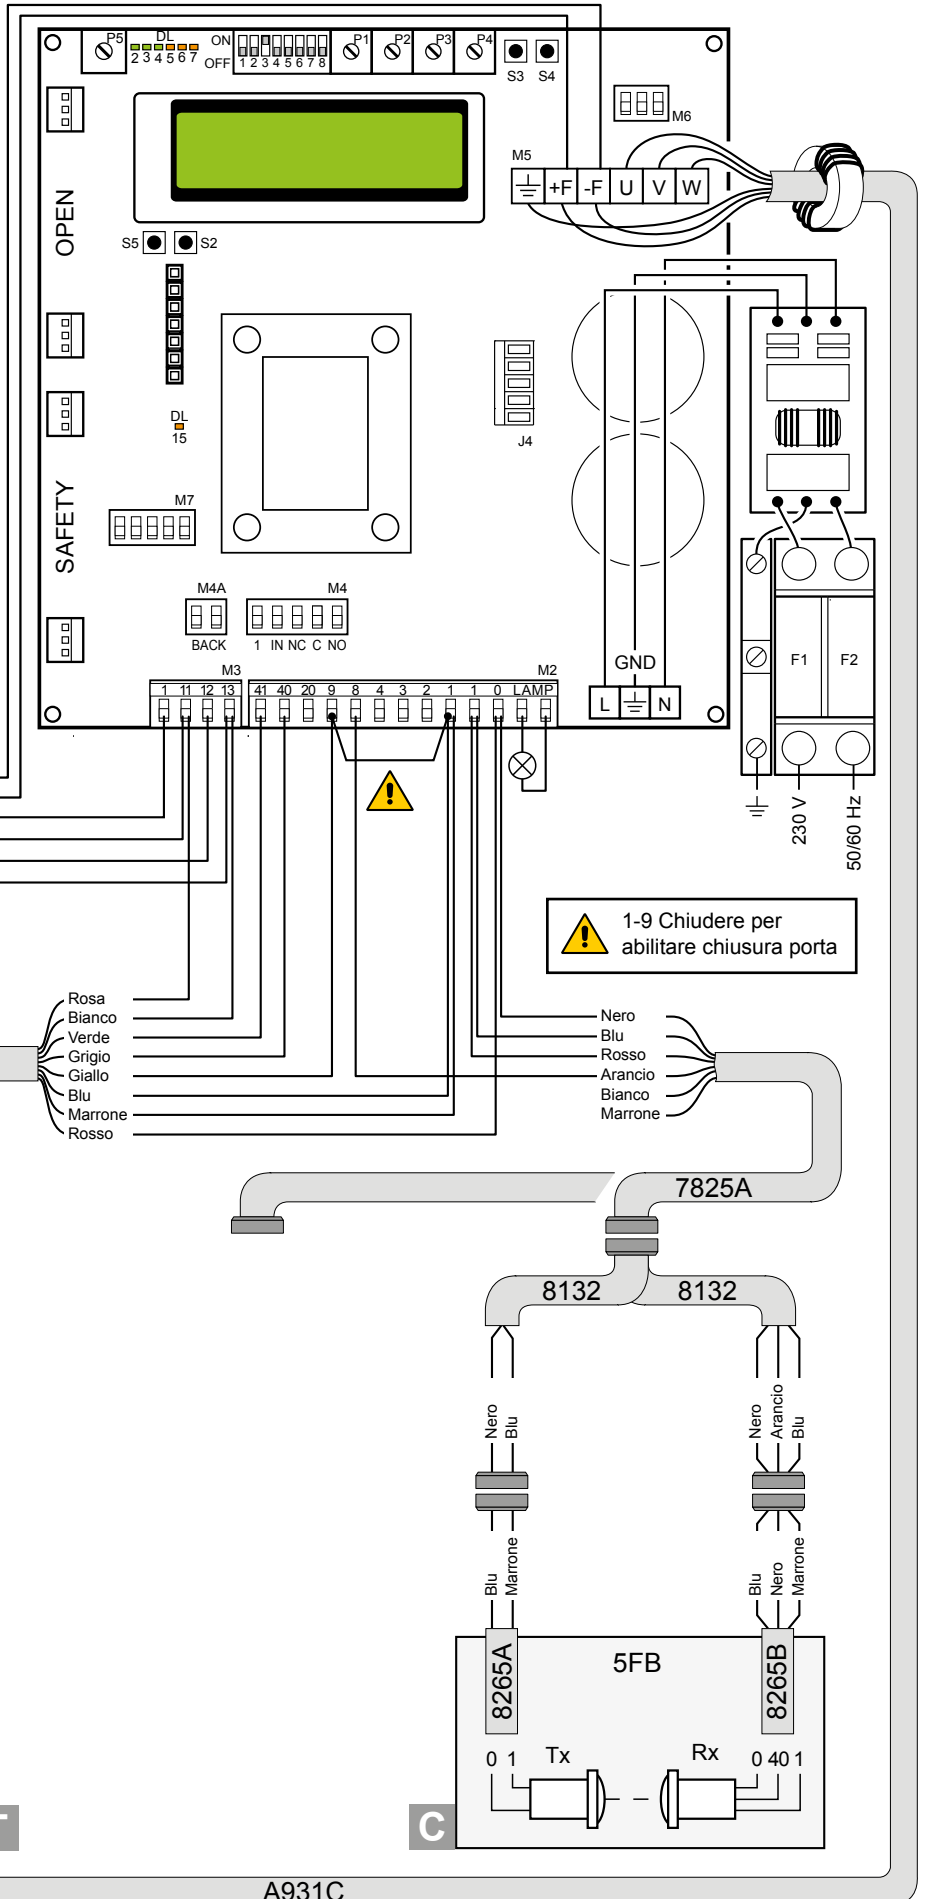 P5
DL
2 3 4 5 6 7
ON
OFF
1 2 3 4 5 6 7 8
P1
P2
P3
P4
S3 S4
M6
M5
+F -F U V W
OPEN
S5
S2
DL
15
J4
SAFETY
M7
M4A
M4
BACK
1 IN NC C NO
GND
L
N
M3
M2
1 11 12 13
41 40 20 9 8 4 3 2 1 1 0 LAMP
F1
F2
230 V
50/60 Hz
1-9 Chiudere per
abilitare chiusura porta
Rosa
Bianco
Verde
Grigio
Giallo
Blu
Marrone
Rosso
Nero
Blu
Rosso
Arancio
Bianco
Marrone
7825A
8132
8132
Nero
Blu
Nero
Arancio
Blu
Blu
Marrone
Blu
Nero
Marrone
8265A
5FB
8265B
0 1
Tx
Rx
0 40 1
C
A931C